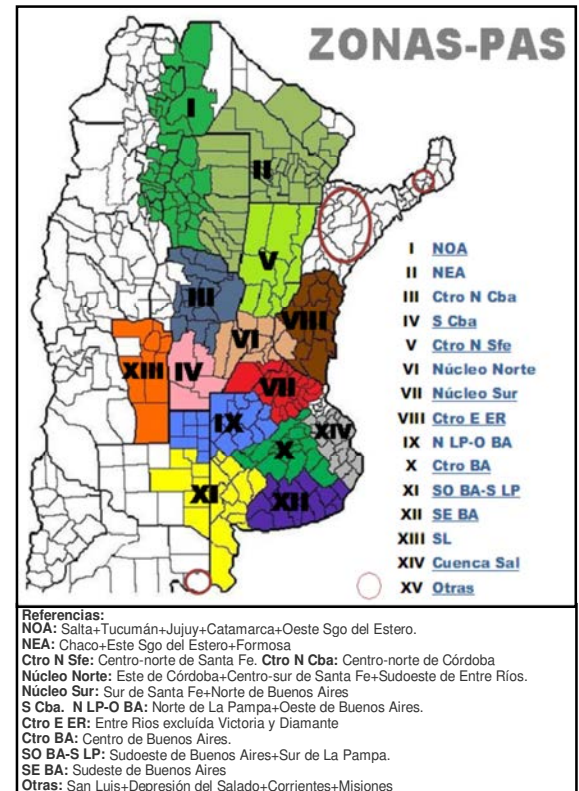 ZONAS-PAS
I
II
V
III
VIII
VI
XIII
IV
VII
IX
XIV
X
XI
XII
I NOA
II NEA
III Ctro N Cba
IV S Cba
V Ctro N Sfe
VI Núcleo Norte
VII Núcleo Sur
VIII Ctro E ER
IX N LP-O BA
X Ctro BA
XI SO BA-S LP
XII SE BA
XIII SL
XIV Cuenca Sal
XV Otras
Referencias:
NOA: Salta+Tucumán+Jujuy+Catamarca+Oeste Sgo del Estero.
NEA: Chaco+Este Sgo del Estero+Formosa
Ctro N Sfe: Centro-norte de Santa Fe. Ctro N Cba: Centro-norte de Córdoba
Núcleo Norte: Este de Córdoba+Centro-sur de Santa Fe+Sudoeste de Entre Ríos.
Núcleo Sur: Sur de Santa Fe+Norte de Buenos Aires
S Cba. N LP-O BA: Norte de La Pampa+Oeste de Buenos Aires.
Ctro E ER: Entre Rios excluída Victoria y Diamante
Ctro BA: Centro de Buenos Aires.
SO BA-S LP: Sudoeste de Buenos Aires+Sur de La Pampa.
SE BA: Sudeste de Buenos Aires
Otras: San Luis+Depresión del Salado+Corrientes+Misiones